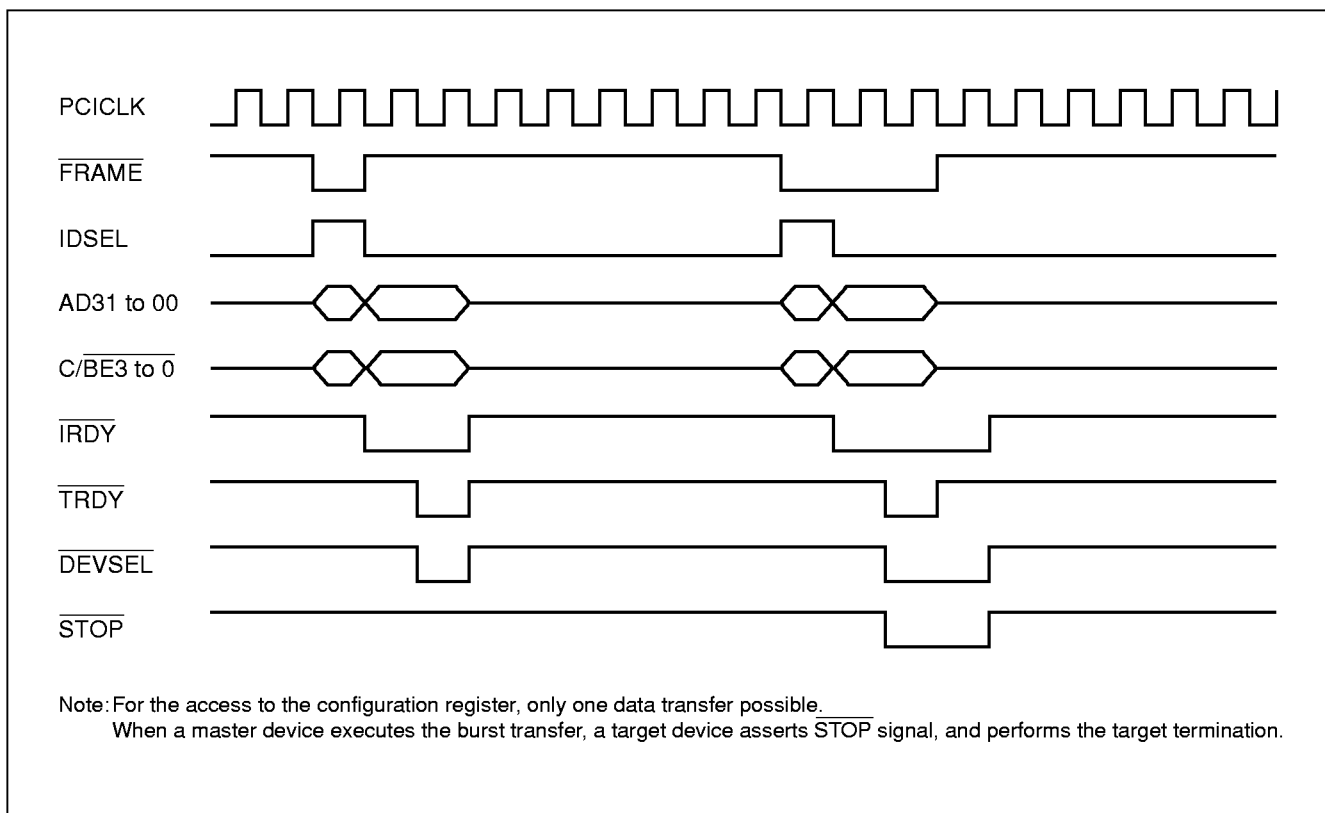 PCICLK
FRAME
IDSEL
AD31 to 00
C/BE3 to 0
IRDY
TRDY
DEVSEL
STOP
Note: For the access to the configuration register, only one data transfer possible.
When a master device executes the burst transfer, a target device asserts STOP signal, and performs the target termination.